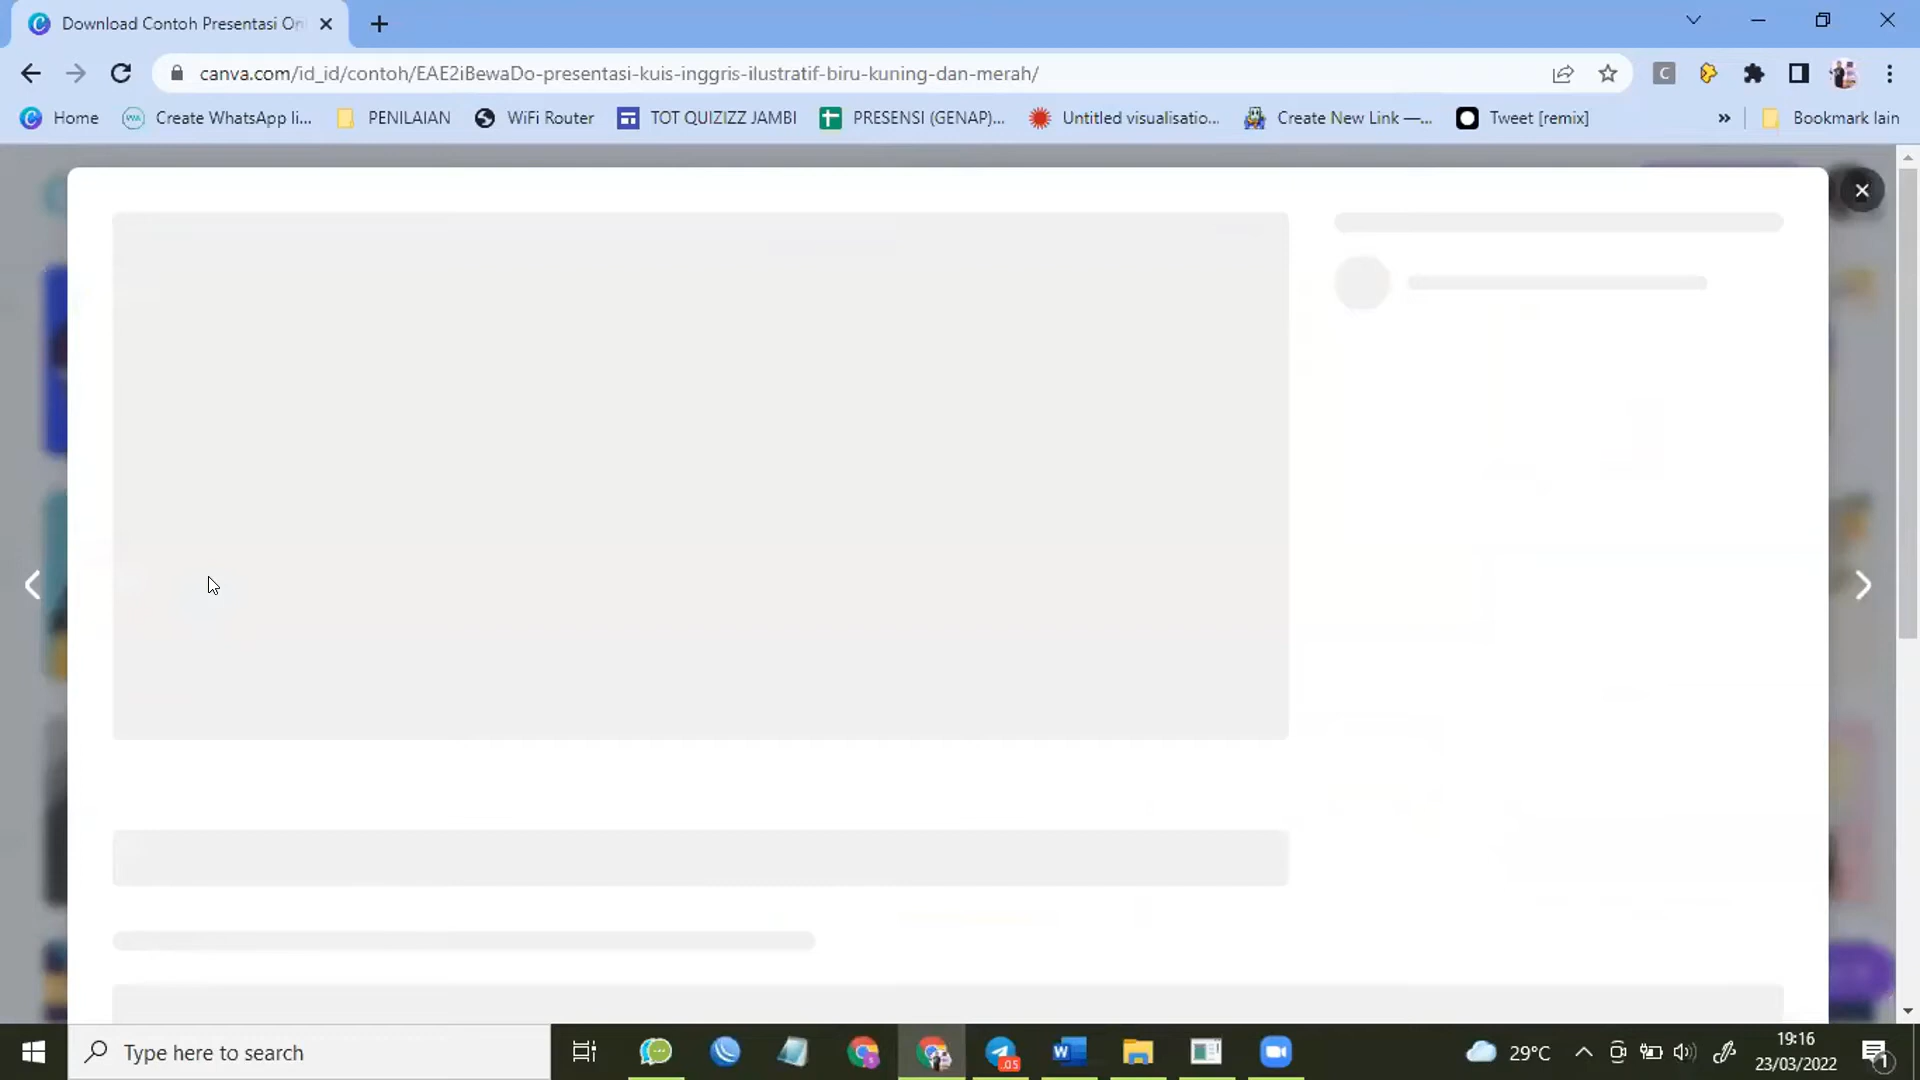 Download Contoh Presentasi On
canva.com/id_id/contoh/EAE2iBewaDo-presentasi-kuis-inggris-ilustratif-biru-kuning-dan-merah/
Home
Create WhatsApp li...
PENILAIAN
WiFi Router
TOT QUIZIZZ JAMBI
PRESENSI (GENAP)...
Untitled visualisatio...
Create New Link —...
Tweet [remix]
»
Bookmark lain
Type here to search
.05
29°C
19:16
23/03/2022
1